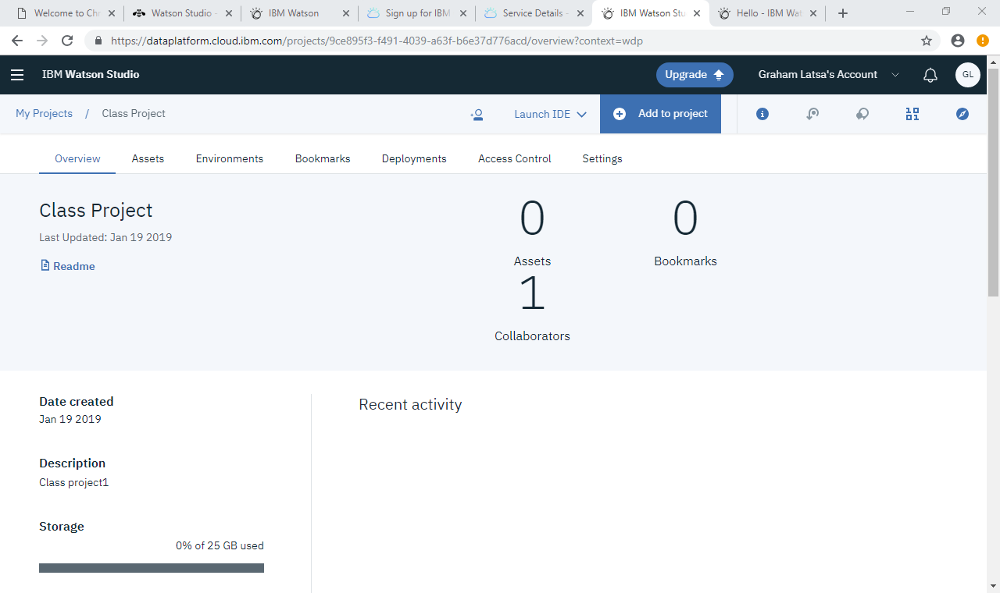 Welcome to Chr
Watson Studio -
IBM Watson
Sign up for IBM
Service Details -
IBM Watson Stu
Hello - IBM Wat
https://dataplatform.cloud.ibm.com/projects/9ce895f3-f491-4039-a63f-b6e37d776acd/overview?context=wdp
IBM Watson Studio
Upgrade
Graham Latsa's Account
GL
My Projects / Class Project
Launch IDE
Add to project
Overview
Assets
Environments
Bookmarks
Deployments
Access Control
Settings
Class Project
Last Updated: Jan 19 2019
Readme
0
Assets
0
Bookmarks
1
Collaborators
Date created
Jan 19 2019
Description
Class project1
Storage
0% of 25 GB used
Recent activity